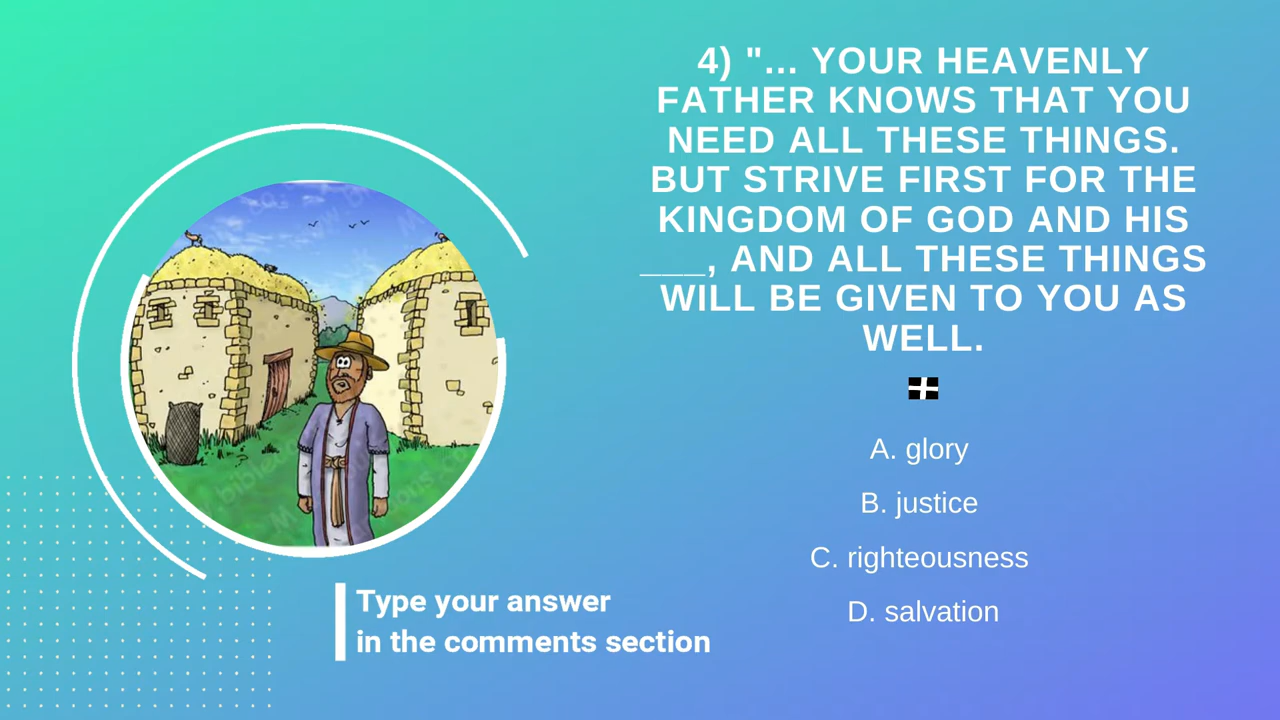 4) "... YOUR HEAVENLY
FATHER KNOWS THAT YOU
NEED ALL THESE THINGS.
BUT STRIVE FIRST FOR THE
KINGDOM OF GOD AND HIS
___, AND ALL THESE THINGS
WILL BE GIVEN TO YOU AS
WELL.
A. glory
B. justice
C. righteousness
D. salvation
Type your answer
in the comments section